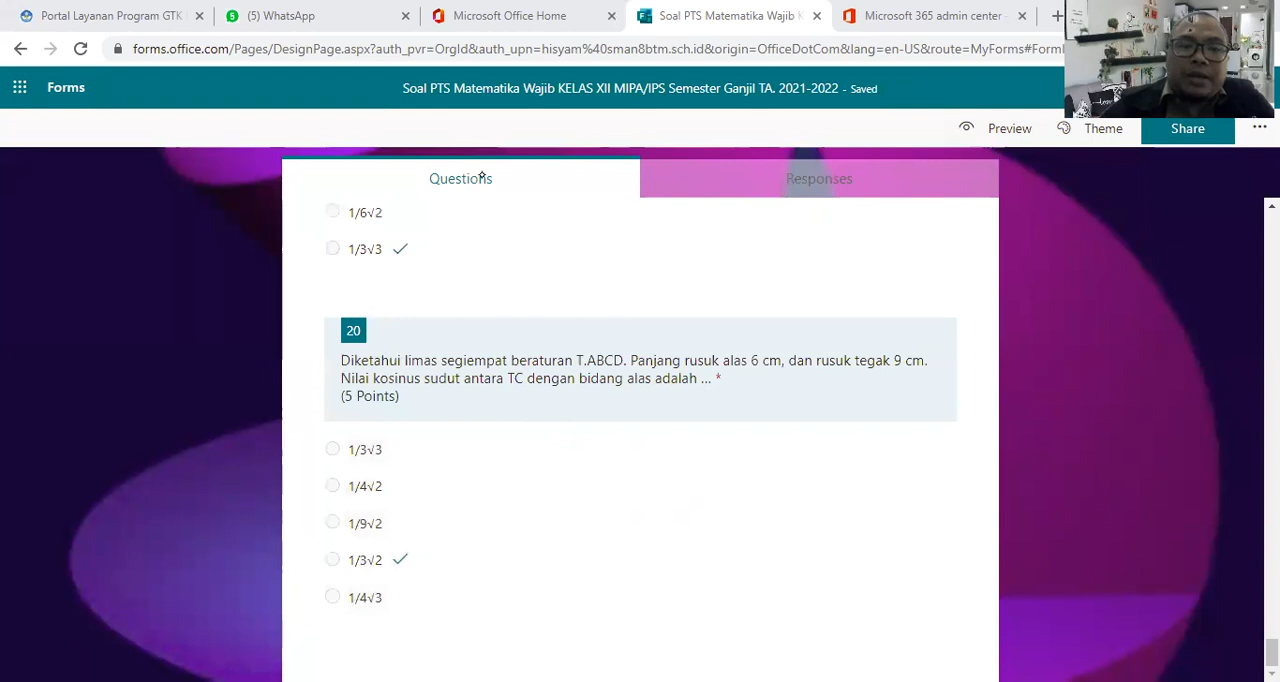 Portal Layanan Program GTK
(5) WhatsApp
Microsoft Office Home
Soal PTS Matematika Wajib K
Microsoft 365 admin center -
forms.office.com/Pages/DesignPage.aspx?auth_pvr=OrgId&auth_upn=hisyam%40sman8btm.sch.id&origin=OfficeDotCom&lang=en-US&route=MyForms#FormI
Forms
Soal PTS Matematika Wajib KELAS XII MIPA/IPS Semester Ganjil TA. 2021-2022 - Saved
Preview
Theme
Share
Questions
Responses
1/6√2
1/3√3
20
Diketahui limas segiempat beraturan T.ABCD. Panjang rusuk alas 6 cm, dan rusuk tegak 9 cm.
Nilai kosinus sudut antara TC dengan bidang alas adalah ... *
(5 Points)
1/3√3
1/4√2
1/9√2
1/3√2
1/4√3